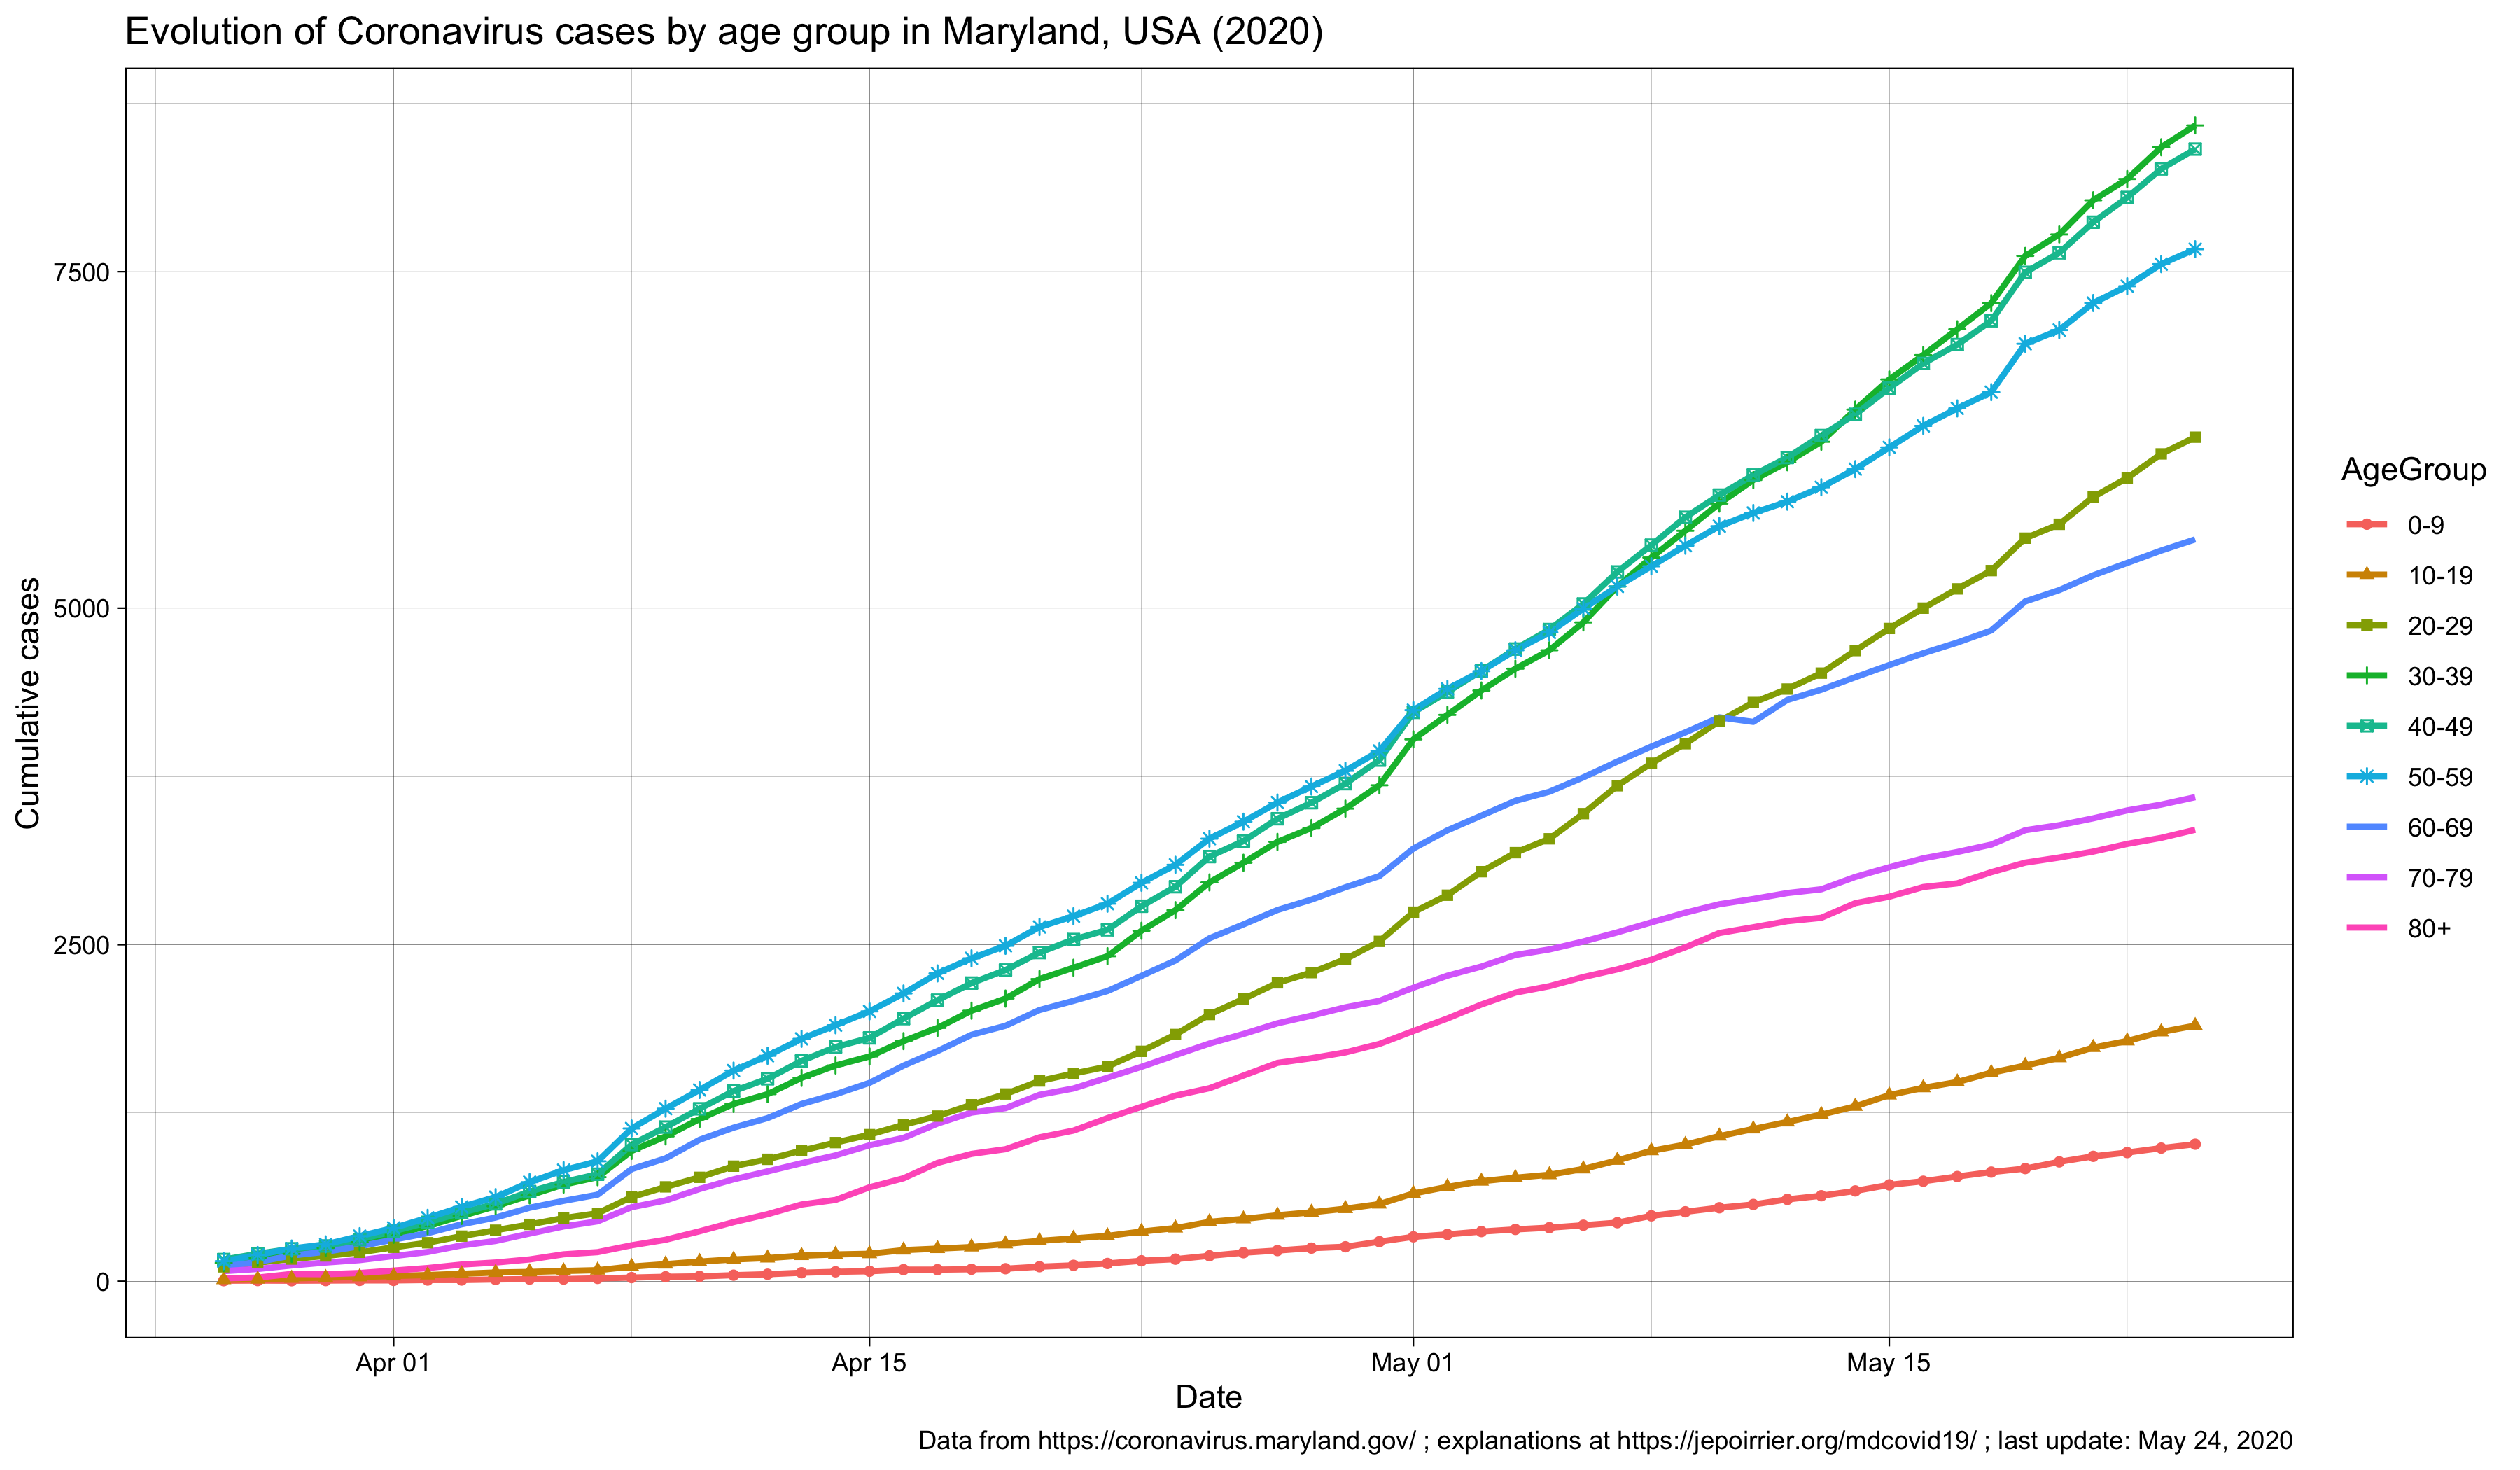 Evolution of Coronavirus cases by age group in Maryland, USA (2020)
Cumulative cases
7500
5000
2500
0
Apr 01
Apr 15
May 01
May 15
Date
AgeGroup
0-9
10-19
20-29
30-39
40-49
50-59
60-69
70-79
80+
Data from https://coronavirus.maryland.gov/ ; explanations at https://jepoirrier.org/mdcovid19/ ; last update: May 24, 2020